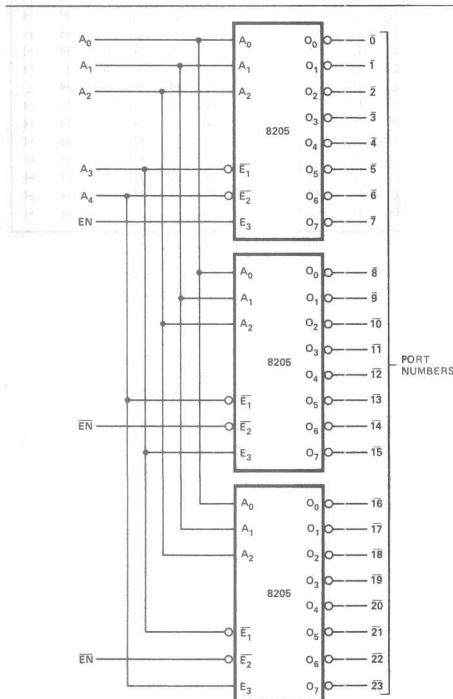 A0 A0 O0 0
A1 A1 O1 1
A2 A2 O2 2
O3 3
8205 O4 4
A3 E1 O5 5
A4 E2 O6 6
EN E3 O7 7
A0 O0 8
A1 O1 9
A2 O2 10
O3 11
8205 O4 12
E1 O5 13
EN E2 O6 14
E3 O7 15
PORT
NUMBERS
A0 O0 16
A1 O1 17
A2 O2 18
O3 19
8205 O4 20
E1 O5 21
EN E2 O6 22
E3 O7 23